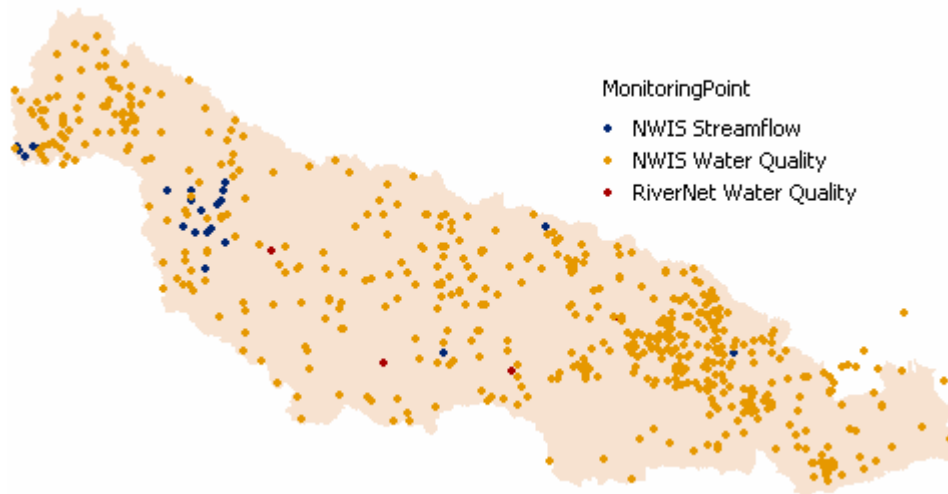 MonitoringPoint
NWIS Streamflow
NWIS Water Quality
RiverNet Water Quality